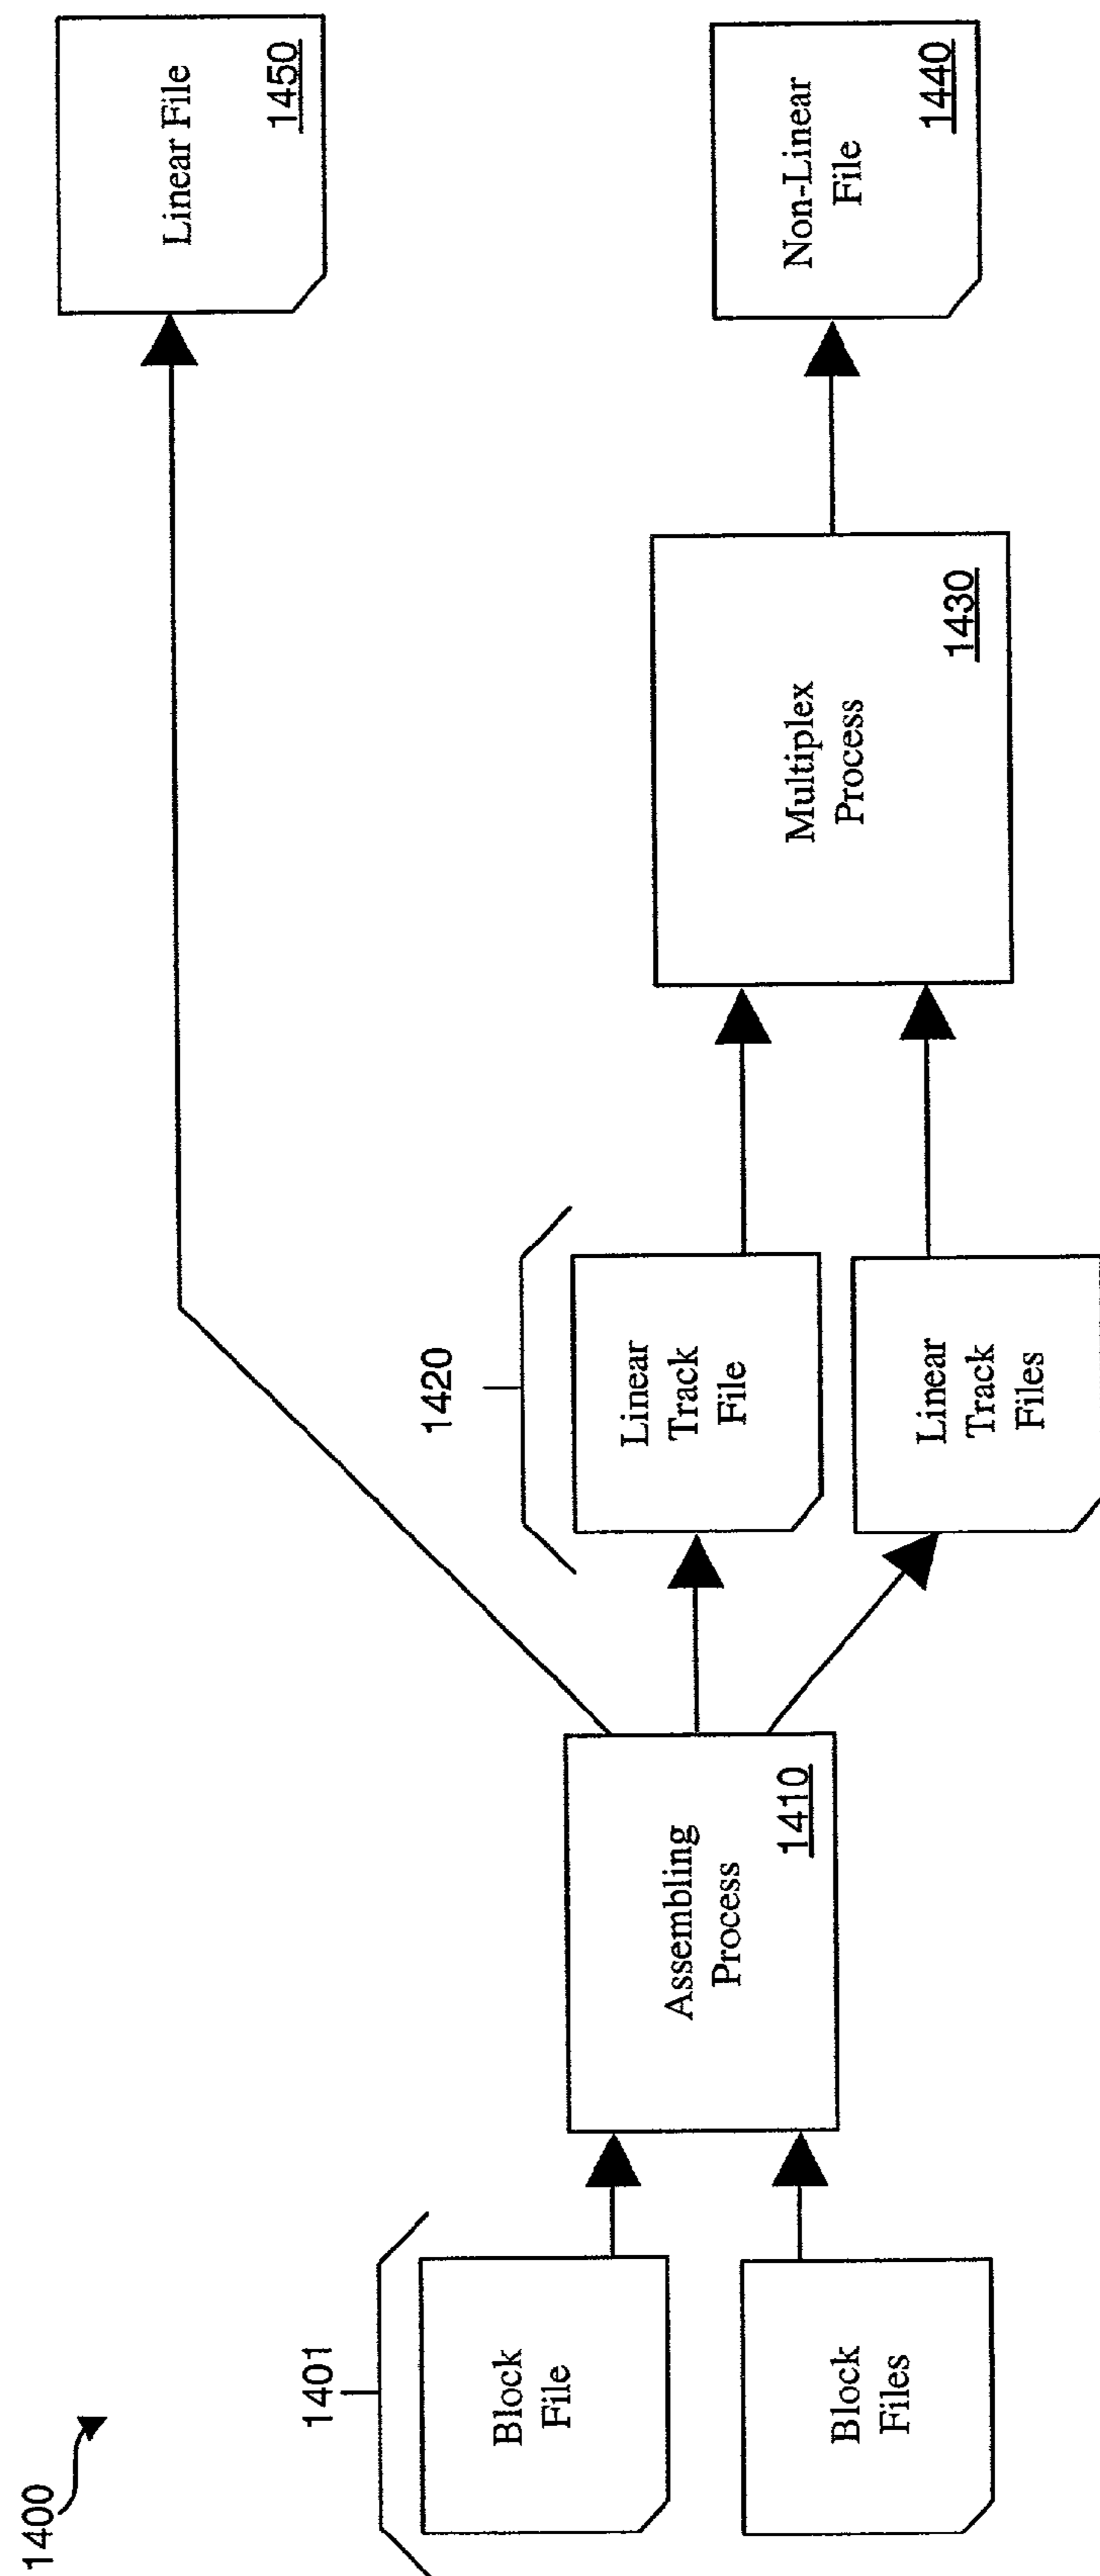 1400
1401
Block
File
Block
Files
Assembling
Process
1410
1420
Linear
Track
File
Linear
Track
Files
Multiplex
Process
1430
Linear File
1450
Non-Linear
File
1440